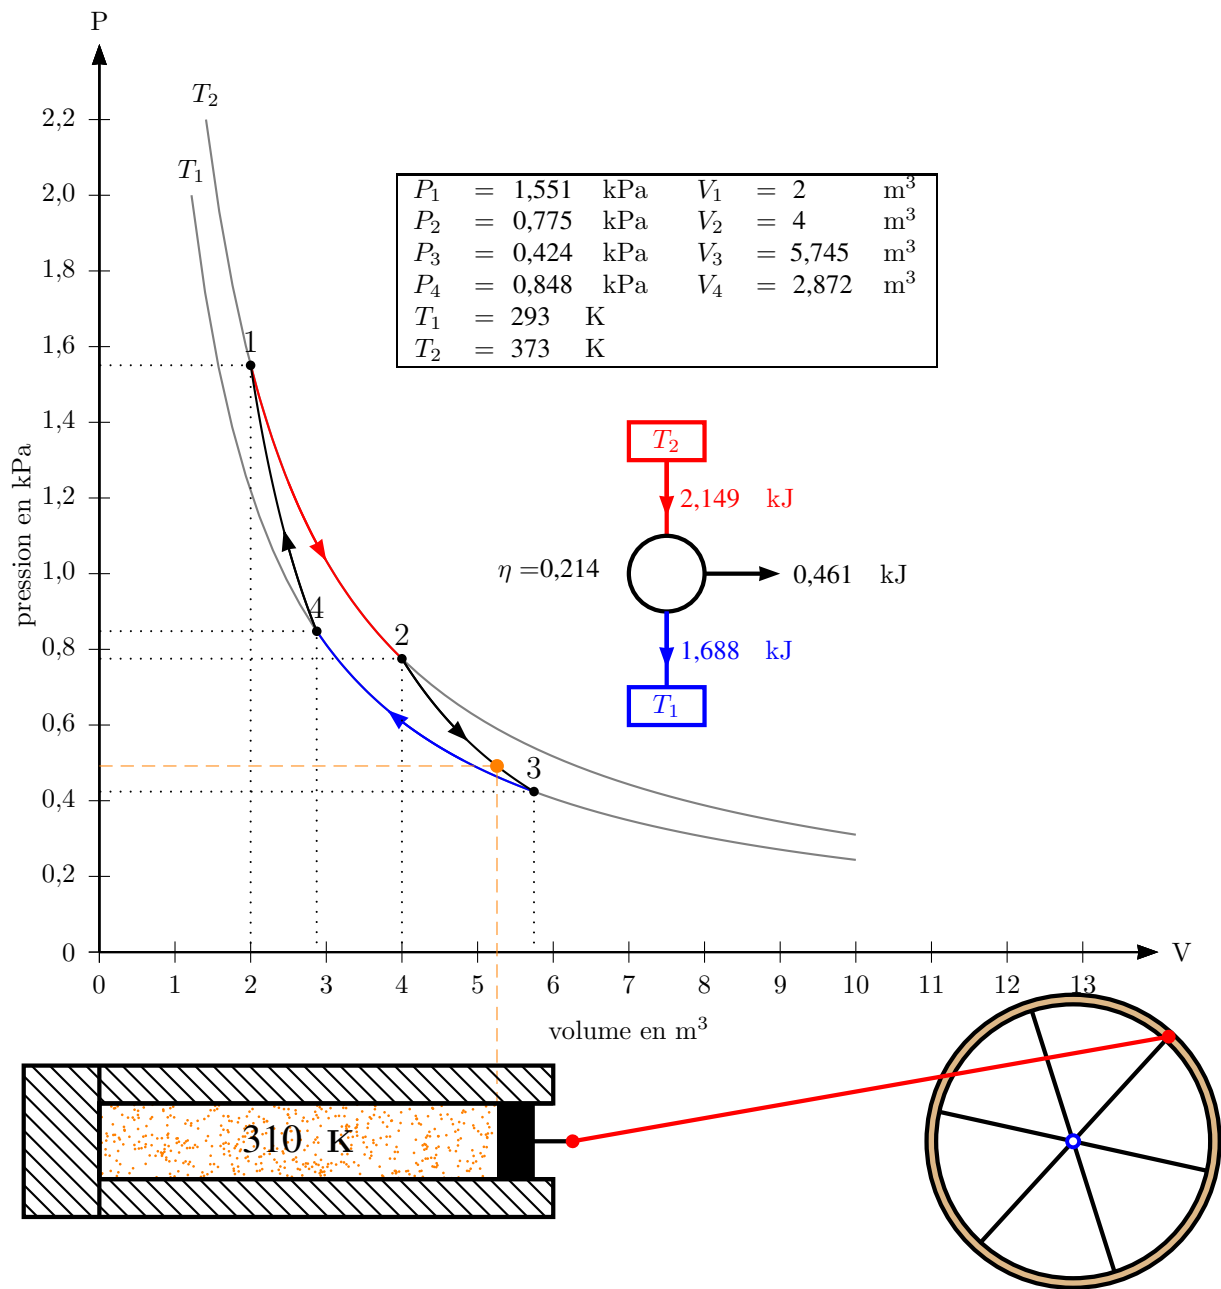 P
T₂
2,2
T₁
2,0
P₁ = 1,551 kPa V₁ = 2 m³
P₂ = 0,775 kPa V₂ = 4 m³
P₃ = 0,424 kPa V₃ = 5,745 m³
P₄ = 0,848 kPa V₄ = 2,872 m³
T₁ = 293 K
T₂ = 373 K
1,8
1,6
1
1,4
T₂
pression en kPa
1,2
2,149 kJ
1,0
η =0,214
0,461 kJ
4
2
0,8
1,688 kJ
T₁
0,6
3
0,4
0,2
0
V
0 1 2 3 4 5 6 7 8 9 10 11 12 13
volume en m³
310 K